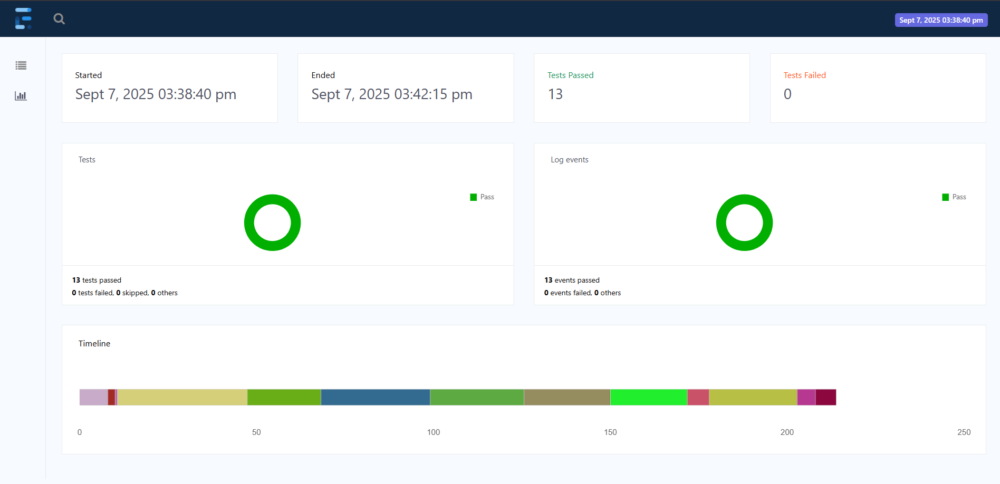 Sept 7, 2025 03:38:40 pm
Started
Sept 7, 2025 03:38:40 pm
Ended
Sept 7, 2025 03:42:15 pm
Tests Passed
13
Tests Failed
0
Tests
Pass
13 tests passed
0 tests failed, 0 skipped, 0 others
Log events
Pass
13 events passed
0 events failed, 0 others
Timeline
0 50 100 150 200 250